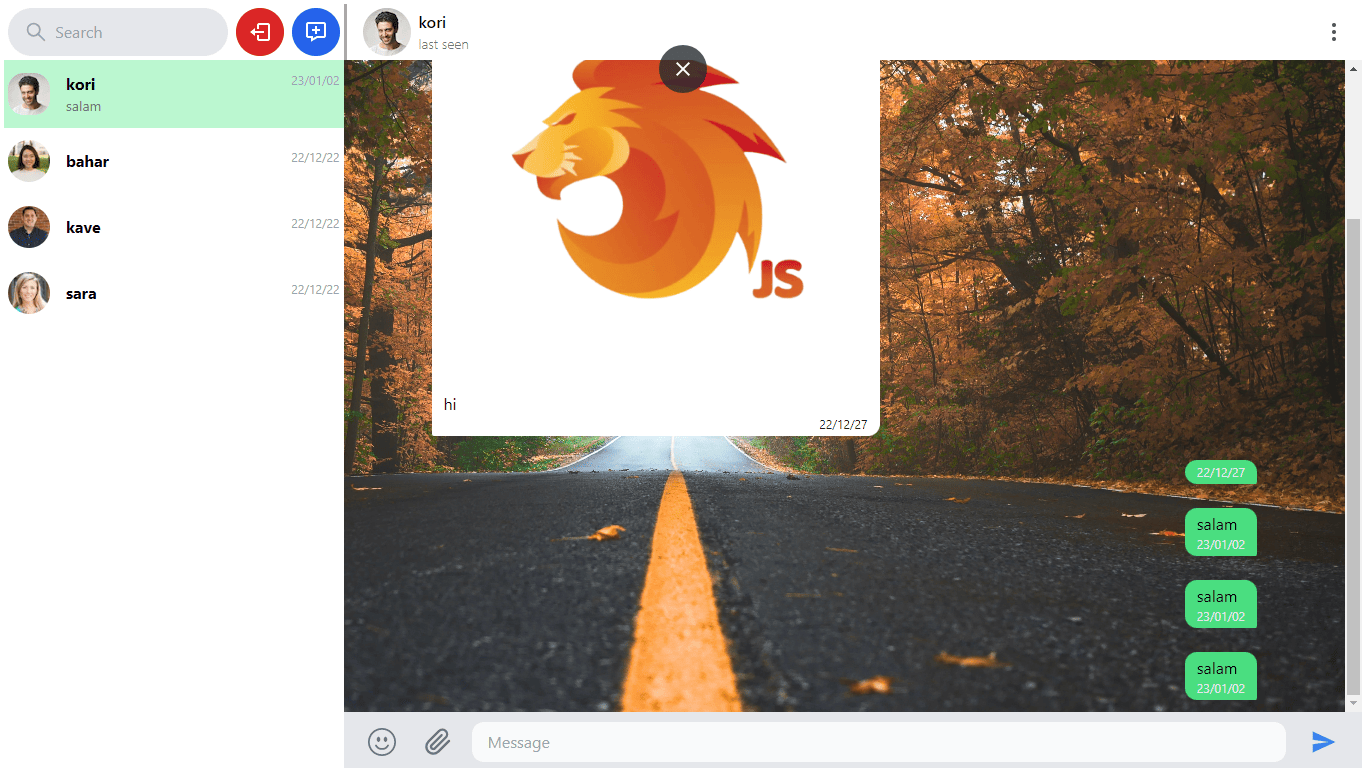 Search
kori
23/01/02
salam
bahar
22/12/22
kave
22/12/22
sara
22/12/22
kori
last seen
JS
hi
22/12/27
22/12/27
salam
23/01/02
salam
23/01/02
salam
23/01/02
Message